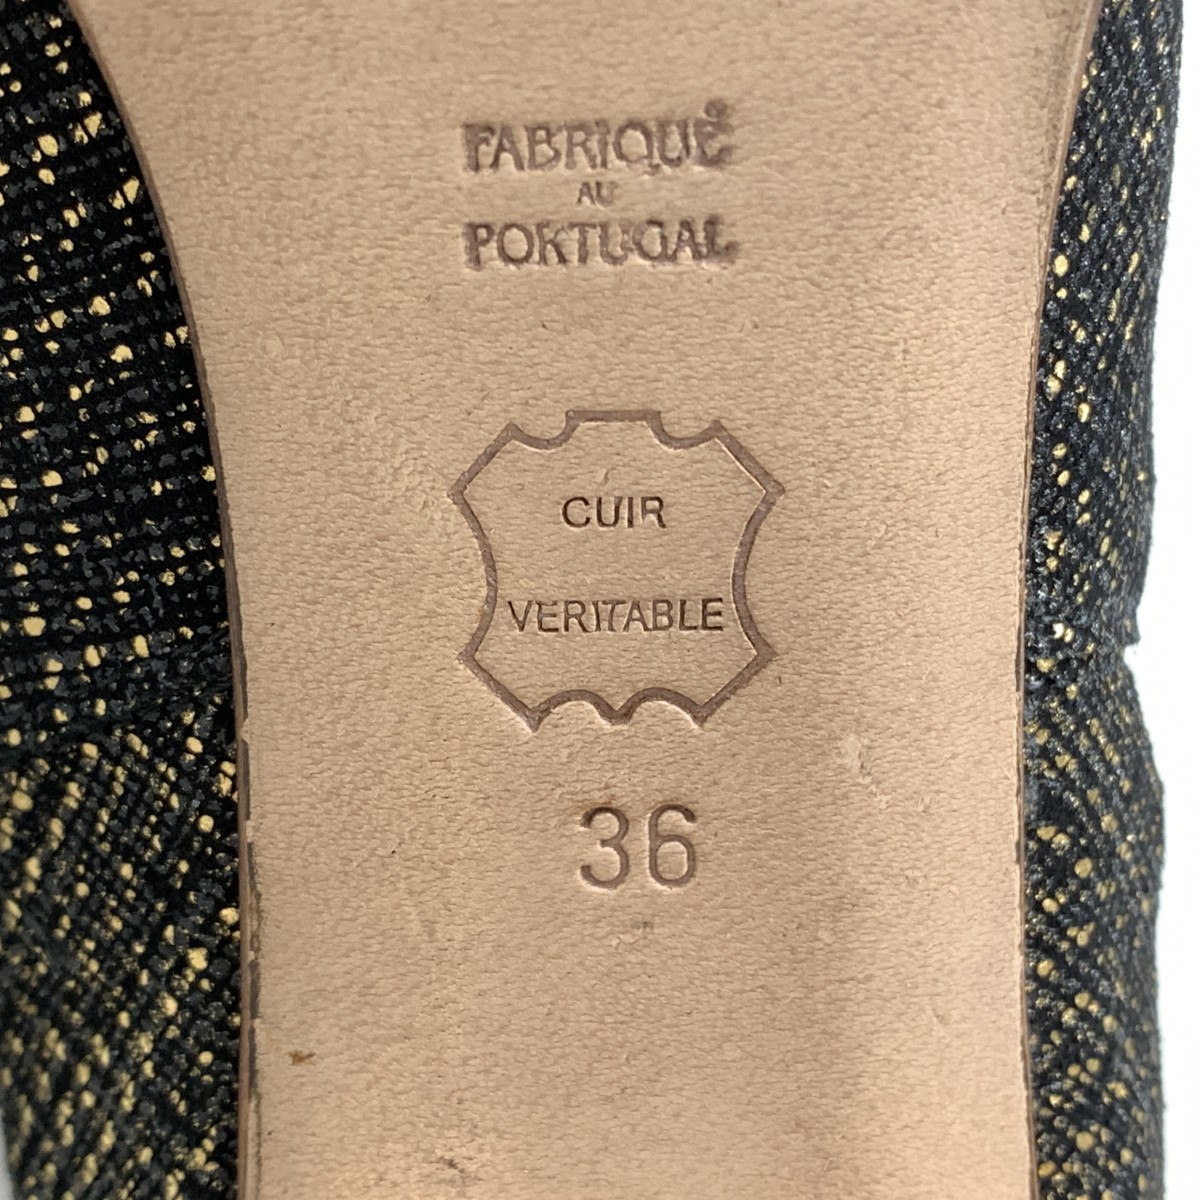 FABRIQUÉ
AU
PORTUGAL
CUIR
VERITABLE
36